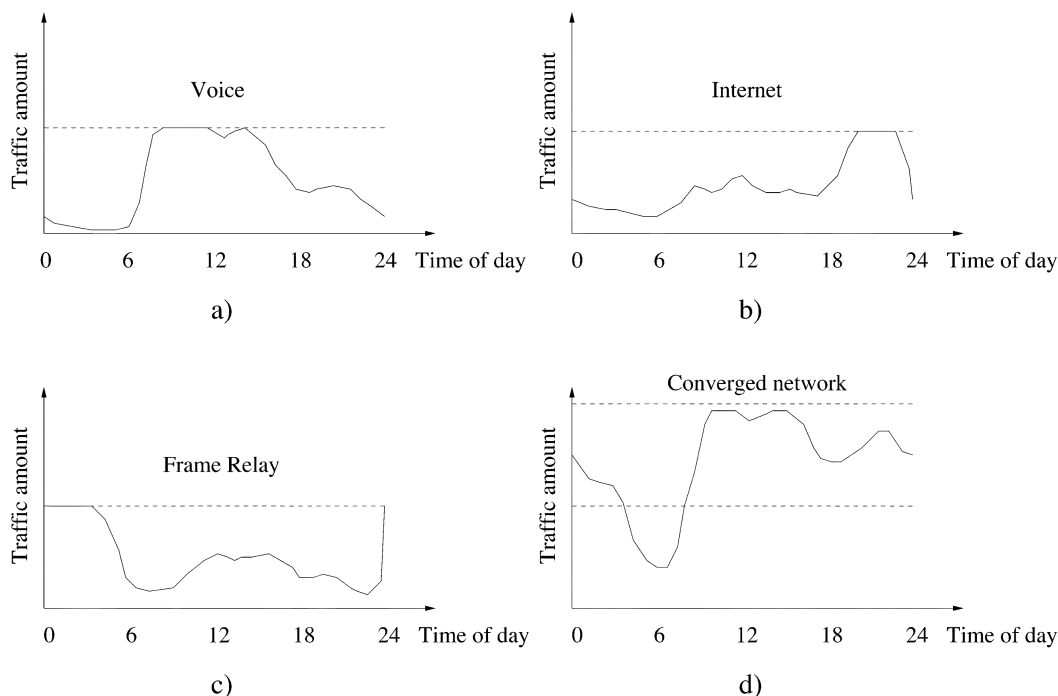 Voice
Traffic amount
0 6 12 18 24 Time of day
a)
Internet
Traffic amount
0 6 12 18 24 Time of day
b)
Frame Relay
Traffic amount
0 6 12 18 24 Time of day
c)
Converged network
Traffic amount
0 6 12 18 24 Time of day
d)